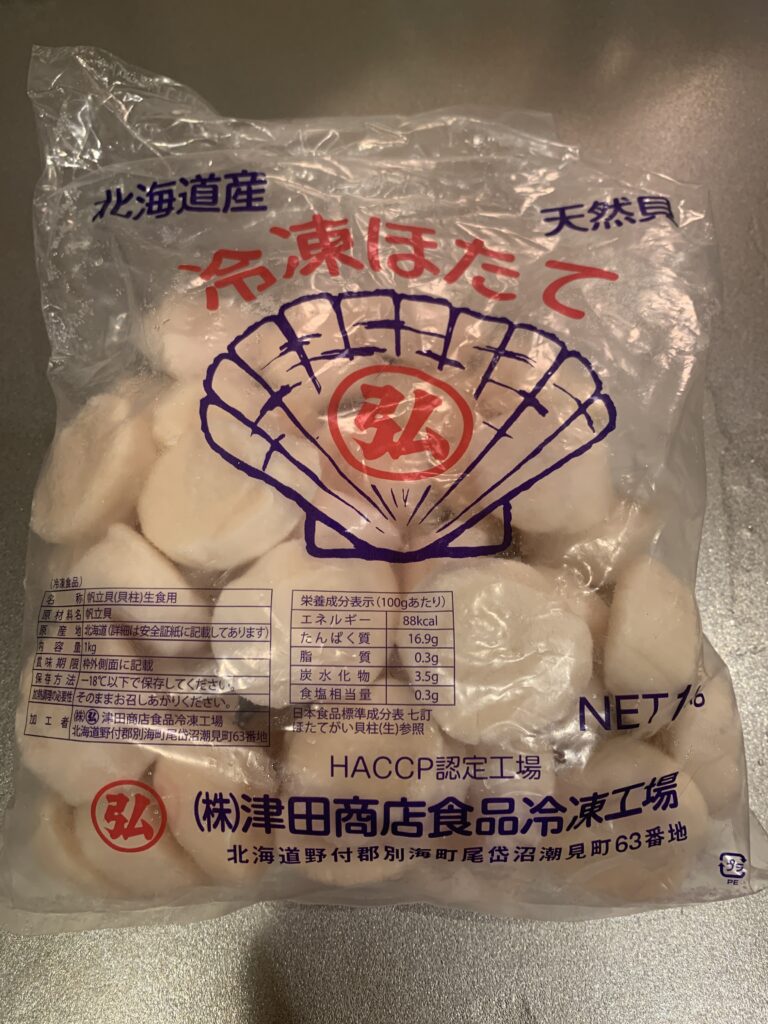 北海道産
天然貝
冷凍ほたて
弘
(冷凍食品)
名 称 帆立貝(貝柱)生食用
原材料名 帆立貝
原 産 地 北海道(詳細は安全証紙に記載してあります)
内 容 量 1kg
賞味期限 枠外側面に記載
保存方法 －18℃以下で保存してください。
加熱調理の必要性 そのままお召しあがりください。
加 工 者 (株)弘 津田商店食品冷凍工場
北海道野付郡別海町尾岱沼潮見町63番地
栄養成分表示(100gあたり)
エネルギー 88kcal
たんぱく質 16.9g
脂 質 0.3g
炭水化物 3.5g
食塩相当量 0.3g
日本食品標準成分表 七訂
ほたてがい貝柱(生)参照
NET 1
HACCP認定工場
弘 (株)津田商店食品冷凍工場
北海道野付郡別海町尾岱沼潮見町63番地
プラ
PE